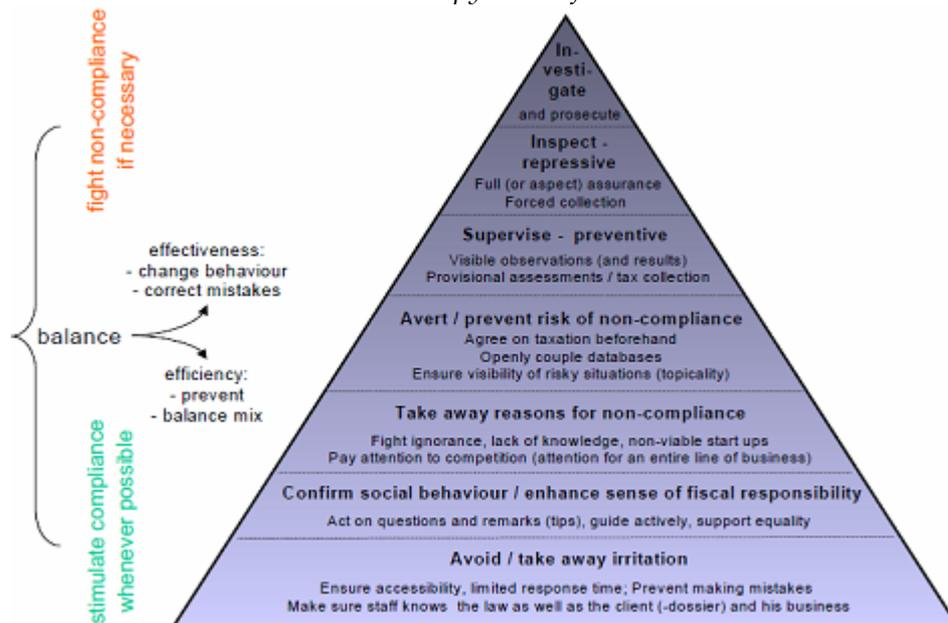 fight non-compliance
if necessary
effectiveness:
- change behaviour
- correct mistakes
balance
efficiency:
- prevent
- balance mix
stimulate compliance
whenever possible
In-
vesti-
gate
and prosecute
Inspect -
repressive
Full (or aspect) assurance
Forced collection
Supervise - preventive
Visible observations (and results)
Provisional assessments / tax collection
Avert / prevent risk of non-compliance
Agree on taxation beforehand
Openly couple databases
Ensure visibility of risky situations (topicality)
Take away reasons for non-compliance
Fight ignorance, lack of knowledge, non-viable start ups
Pay attention to competition (attention for an entire line of business)
Confirm social behaviour / enhance sense of fiscal responsibility
Act on questions and remarks (tips), guide actively, support equality
Avoid / take away irritation
Ensure accessibility, limited response time; Prevent making mistakes
Make sure staff knows the law as well as the client (-dossier) and his business